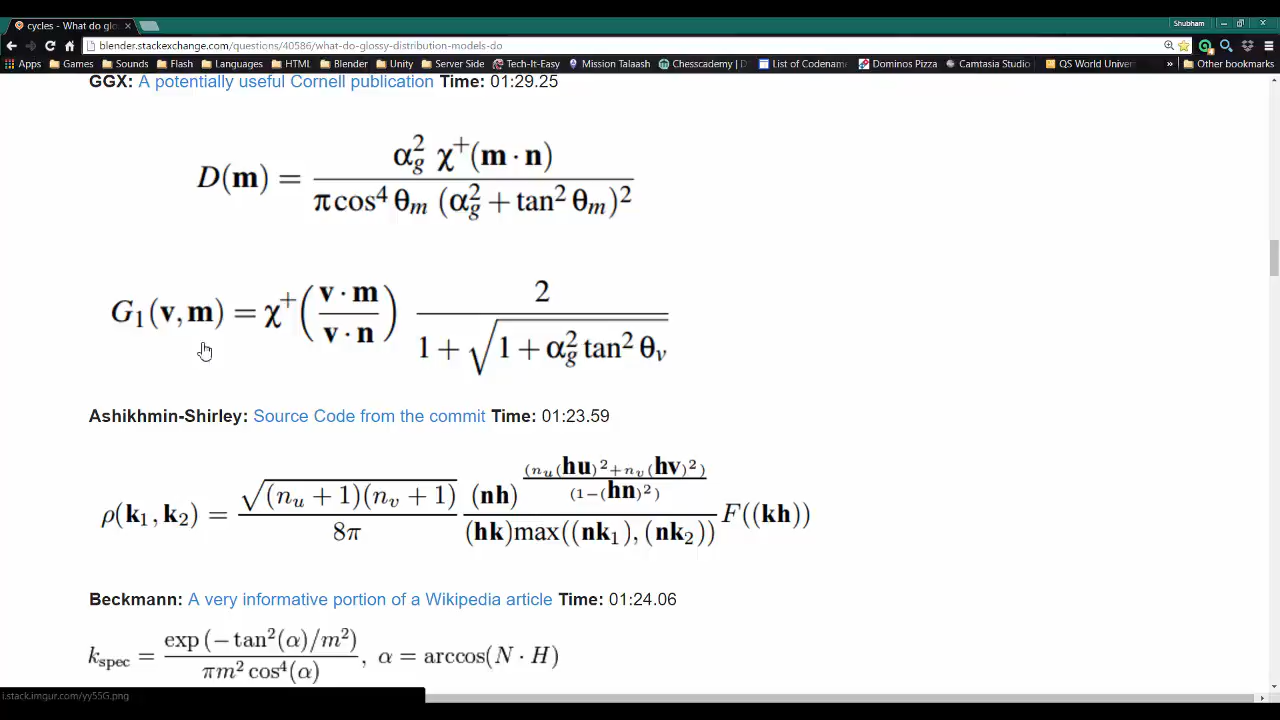 cycles - What do glo
Shubham
blender.stackexchange.com/questions/40586/what-do-glossy-distribution-models-do
Apps Games Sounds Flash Languages HTML Blender Unity Server Side Tech-It-Easy Mission Talaash Chesscademy | D List of Codename Dominos Pizza Camtasia Studio QS World Univer » Other bookmarks
GGX: A potentially useful Cornell publication Time: 01:29.25
D(m) = α_g^2 χ^+(m · n) / π cos^4 θ_m (α_g^2 + tan^2 θ_m)^2
G_1(v, m) = χ^+(v · m / v · n) 2 / 1 + √(1 + α_g^2 tan^2 θ_v)
Ashikhmin-Shirley: Source Code from the commit Time: 01:23.59
ρ(k_1, k_2) = √((n_u + 1)(n_v + 1)) / 8π (nh)^((n_u(hu)^2+n_v(hv)^2) / (1−(hn)^2)) / (hk)max((nk_1), (nk_2)) F((kh))
Beckmann: A very informative portion of a Wikipedia article Time: 01:24.06
k_spec = exp(−tan^2(α)/m^2) / πm^2 cos^4(α), α = arccos(N · H)
i.stack.imgur.com/yy55G.png